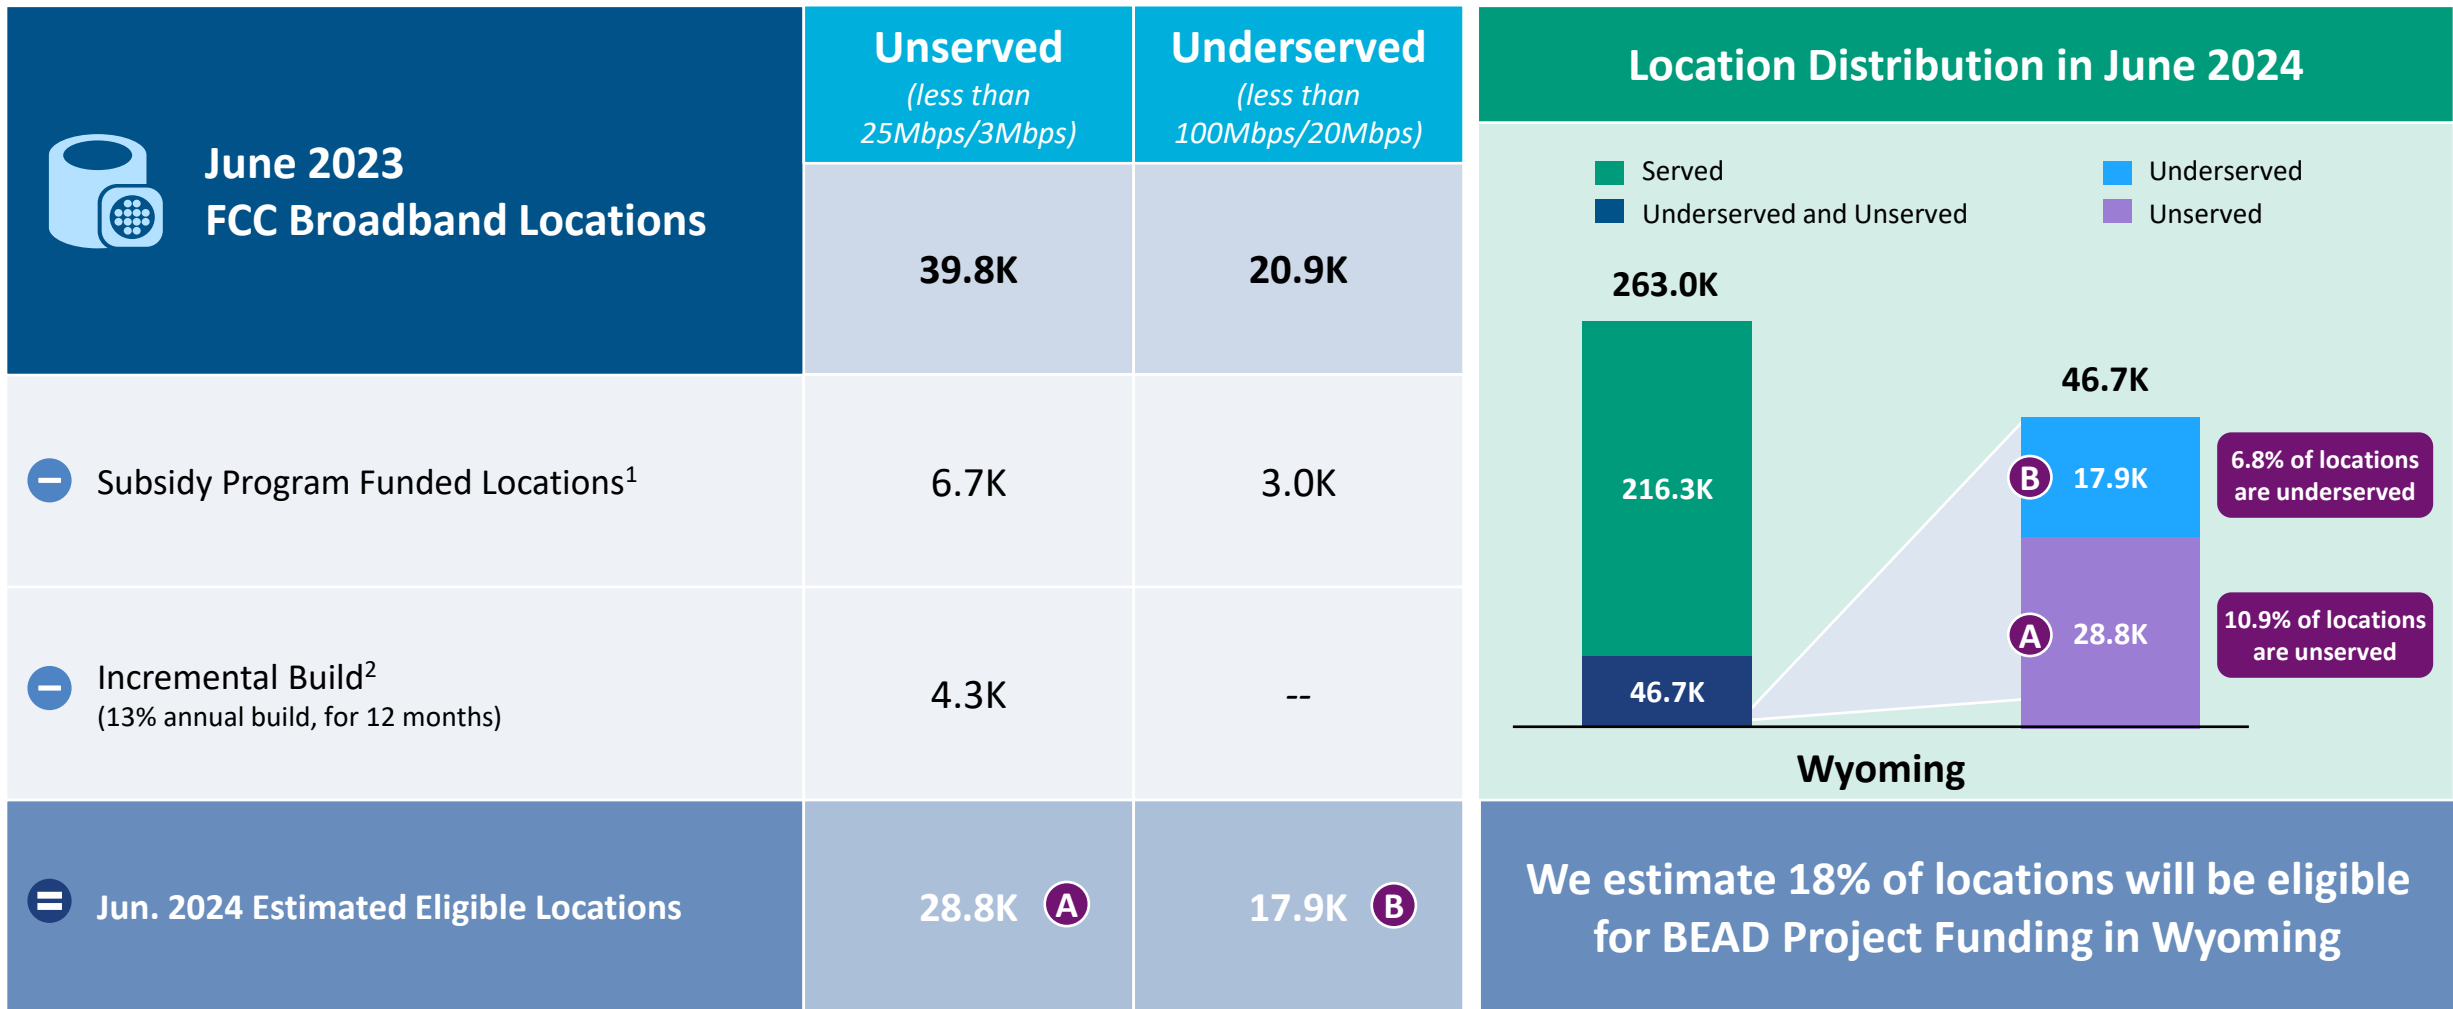 June 2023
FCC Broadband Locations
Unserved
(less than
25Mbps/3Mbps)
Underserved
(less than
100Mbps/20Mbps)
39.8K
20.9K
Subsidy Program Funded Locations1
6.7K
3.0K
Incremental Build2
(13% annual build, for 12 months)
4.3K
--
Jun. 2024 Estimated Eligible Locations
28.8K
A
17.9K
B
Location Distribution in June 2024
Served
Underserved
Underserved and Unserved
Unserved
263.0K
216.3K
46.7K
46.7K
B
17.9K
A
28.8K
6.8% of locations
are underserved
10.9% of locations
are unserved
Wyoming
We estimate 18% of locations will be eligible
for BEAD Project Funding in Wyoming